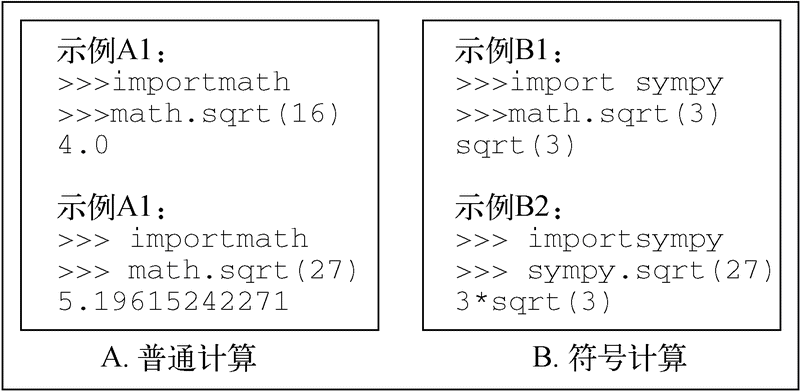 示例A1：
>>>importmath
>>>math.sqrt(16)
4.0
示例A1：
>>> importmath
>>> math.sqrt(27)
5.19615242271
A. 普通计算
示例B1：
>>>import sympy
>>>math.sqrt(3)
sqrt(3)
示例B2：
>>> importsympy
>>> sympy.sqrt(27)
3*sqrt(3)
B. 符号计算